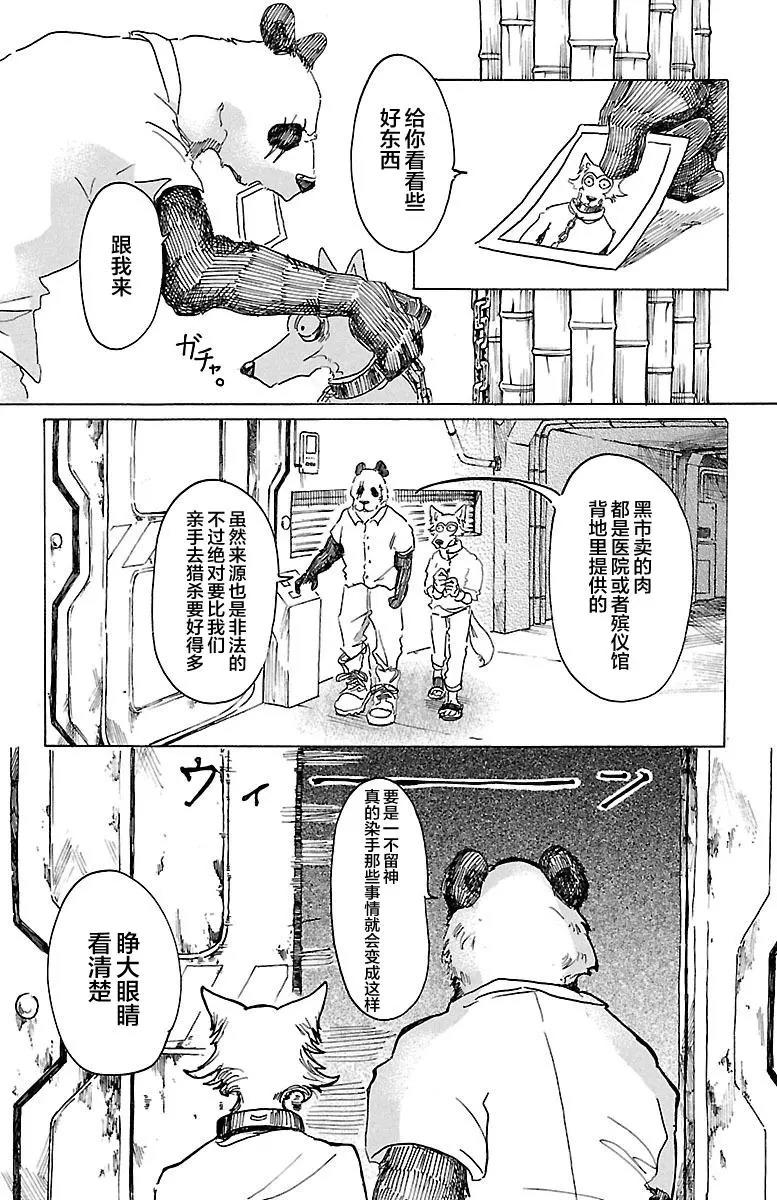 给你看看些
好东西
跟我来
ガチャ。
黑市卖的肉
都是医院或者殡仪馆
背地里提供的
虽然来源也是非法的
不过绝对要比我们
亲手去猎杀要好得多
ウィーン
要是一不留神
真的染手那些事情就会变成这样
睁大眼睛
看清楚